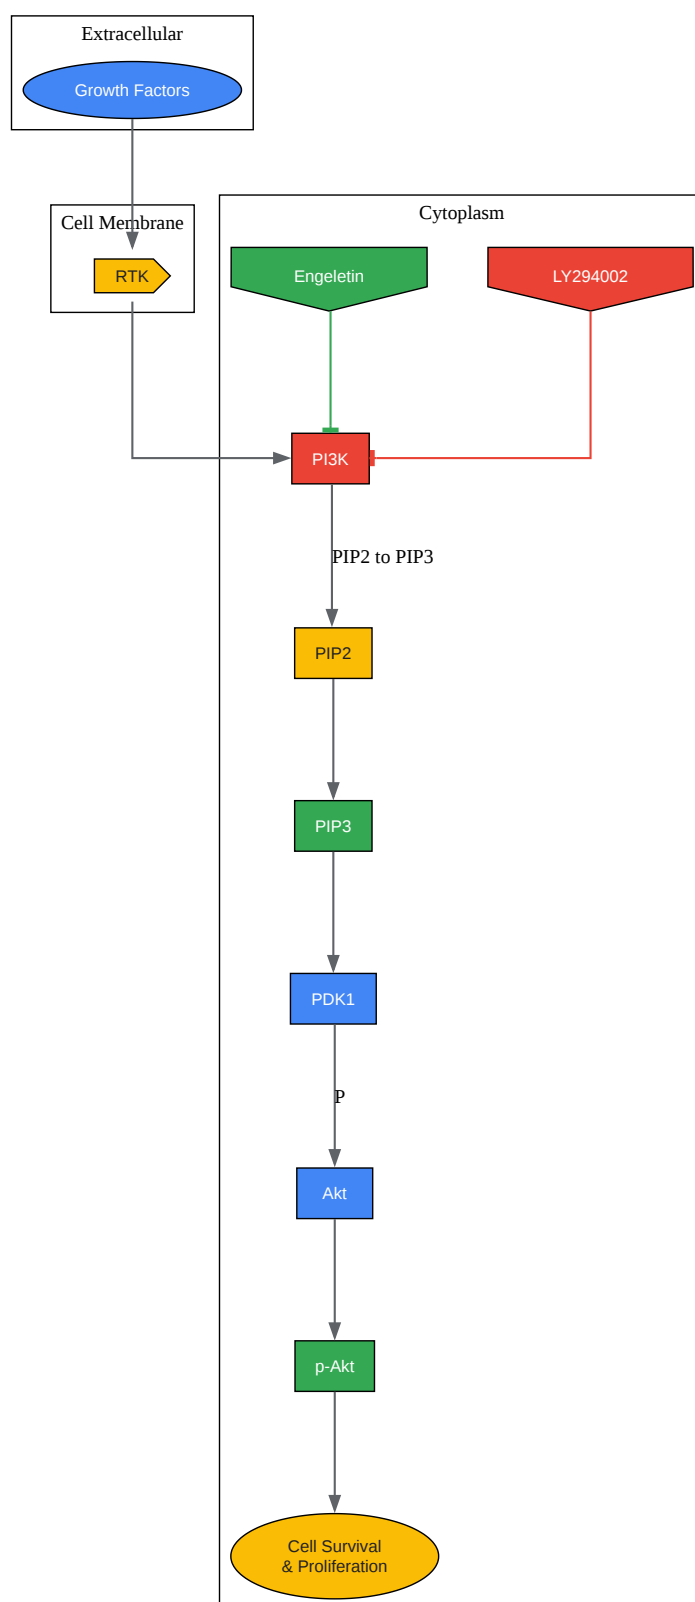 Extracellular
Growth Factors
Cell Membrane
RTK
Cytoplasm
Engeletin
LY294002
PI3K
PIP2 to PIP3
PIP2
PIP3
PDK1
P
Akt
p-Akt
Cell Survival
& Proliferation